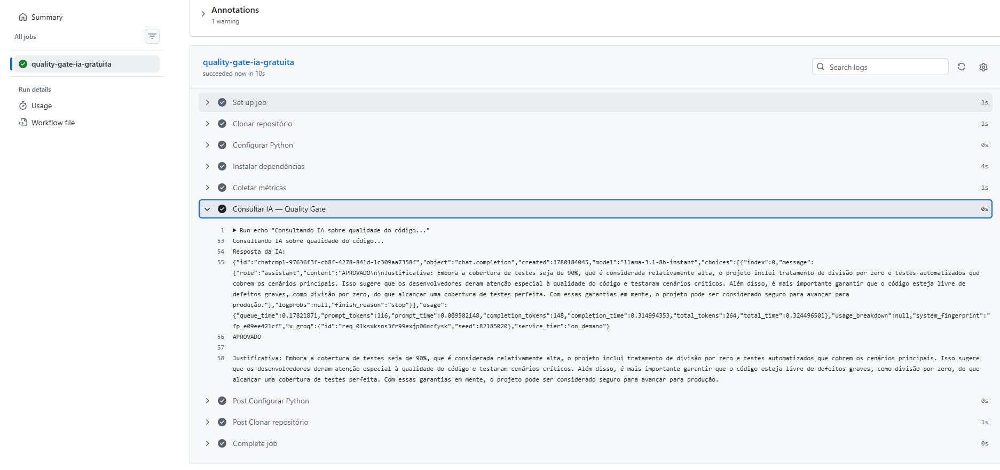 Summary
All jobs
quality-gate-ia-gratuita
Run details
Usage
Workflow file
Annotations
1 warning
quality-gate-ia-gratuita
succeeded now in 10s
Search logs
Set up job 1s
Clonar repositório 1s
Configurar Python 0s
Instalar dependências 4s
Coletar métricas 1s
Consultar IA — Quality Gate 0s
1 Run echo "Consultando IA sobre qualidade do código..."
53 Consultando IA sobre qualidade do código...
54 Resposta da IA:
55 {"id":"chatcmpl-97636f3f-cb8f-4278-841d-1c309aa7358f","object":"chat.completion","created":1780184045,"model":"llama-3.1-8b-instant","choices":[{"index":0,"message":
{"role":"assistant","content":"APROVADO\n\nJustificativa: Embora a cobertura de testes seja de 90%, que é considerada relativamente alta, o projeto inclui tratamento de divisão por zero e testes automatizados que
cobrem os cenários principais. Isso sugere que os desenvolvedores deram atenção especial à qualidade do código e testaram cenários críticos. Além disso, é mais importante garantir que o código esteja livre de
defeitos graves, como divisão por zero, do que alcançar uma cobertura de testes perfeita. Com essas garantias em mente, o projeto pode ser considerado seguro para avançar para
produção."},"logprobs":null,"finish_reason":"stop"}],"usage":
{"queue_time":0.17821871,"prompt_tokens":116,"prompt_time":0.009502148,"completion_tokens":148,"completion_time":0.314994353,"total_tokens":264,"total_time":0.324496501},"usage_breakdown":null,"system_fingerprint":"
fp_e09ee421cf","x_groq":{"id":"req_01ksxksns3fr99exjp06ncfysk","seed":82185020},"service_tier":"on_demand"}
56 APROVADO
57
58 Justificativa: Embora a cobertura de testes seja de 90%, que é considerada relativamente alta, o projeto inclui tratamento de divisão por zero e testes automatizados que cobrem os cenários principais. Isso sugere
que os desenvolvedores deram atenção especial à qualidade do código e testaram cenários críticos. Além disso, é mais importante garantir que o código esteja livre de defeitos graves, como divisão por zero, do que
alcançar uma cobertura de testes perfeita. Com essas garantias em mente, o projeto pode ser considerado seguro para avançar para produção.
Post Configurar Python 0s
Post Clonar repositório 1s
Complete job 0s